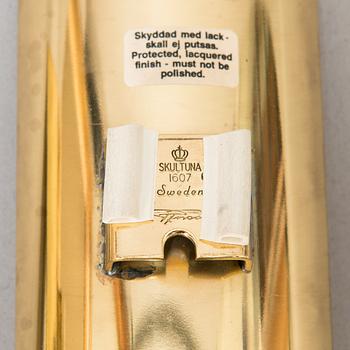 Skyddad med lack-
skall ej putsas.
Protected, lacquered
finish - must not be
polished.
SKULTUNA
1607
Sweden